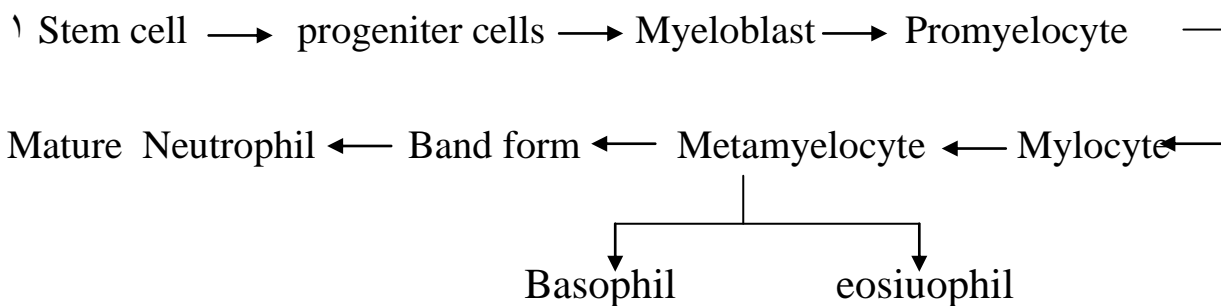 ١ Stem cell → progeniter cells → Myeloblast → Promyelocyte
Mature Neutrophil ← Band form ← Metamyelocyte ← Mylocyte
Basophil eosiuophil